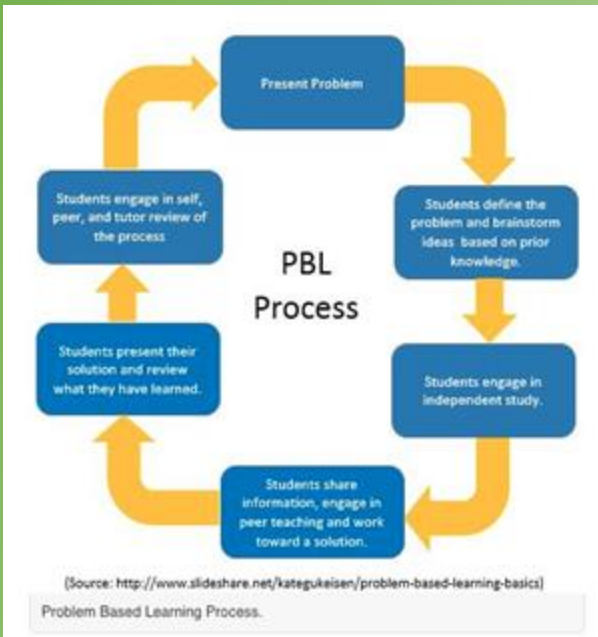 Present Problem
Students define the
problem and brainstorm
ideas based on prior
knowledge.
Students engage in
independent study.
Students share
information, engage in
peer teaching and work
toward a solution.
Students present their
solution and review
what they have learned.
Students engage in self,
peer, and tutor review of
the process
PBL
Process
(Source: http://www.slideshare.net/kategukeisen/problem-based-learning-basics)
Problem Based Learning Process.